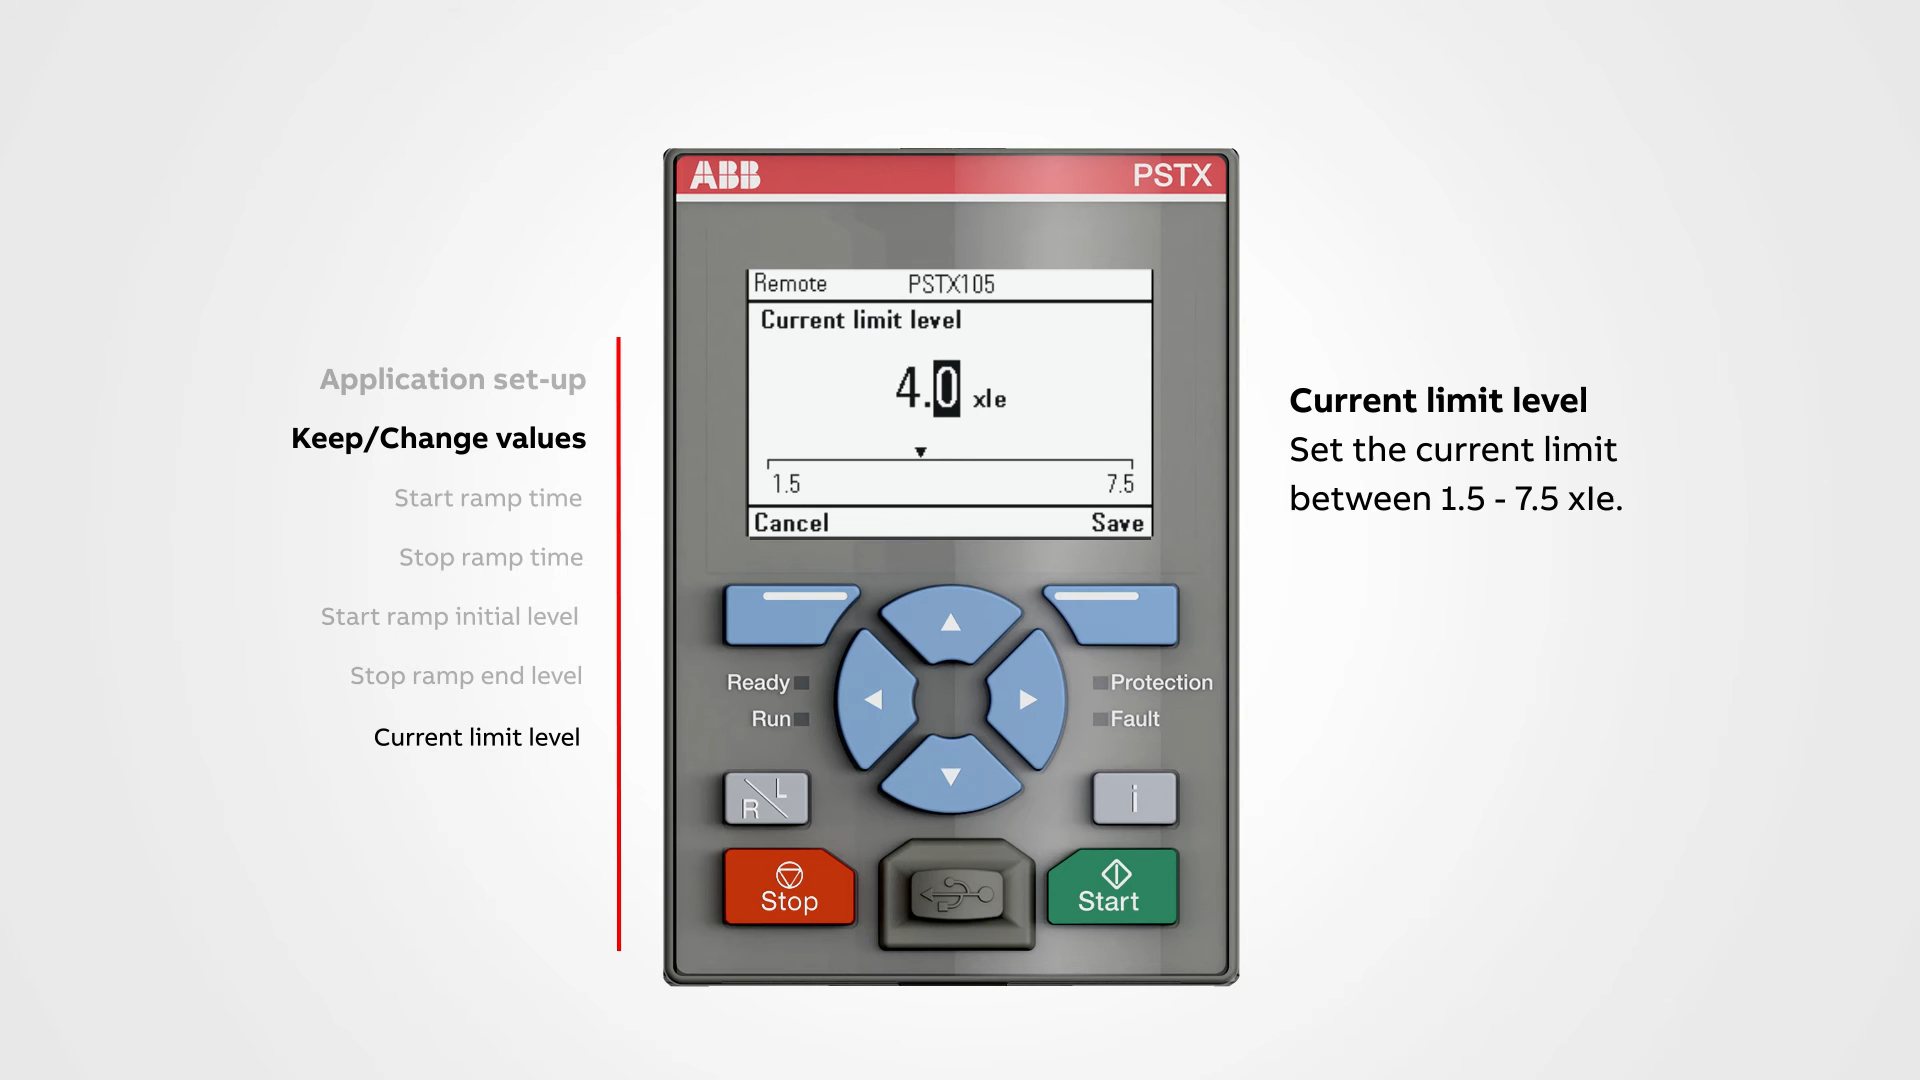 Application set-up
Keep/Change values
Start ramp time
Stop ramp time
Start ramp initial level
Stop ramp end level
Current limit level
ABB PSTX
Remote PSTX105
Current limit level
4.0 xIe
1.5 7.5
Cancel Save
Ready Protection
Run Fault
R L i
Stop Start
Current limit level
Set the current limit
between 1.5 - 7.5 xIe.